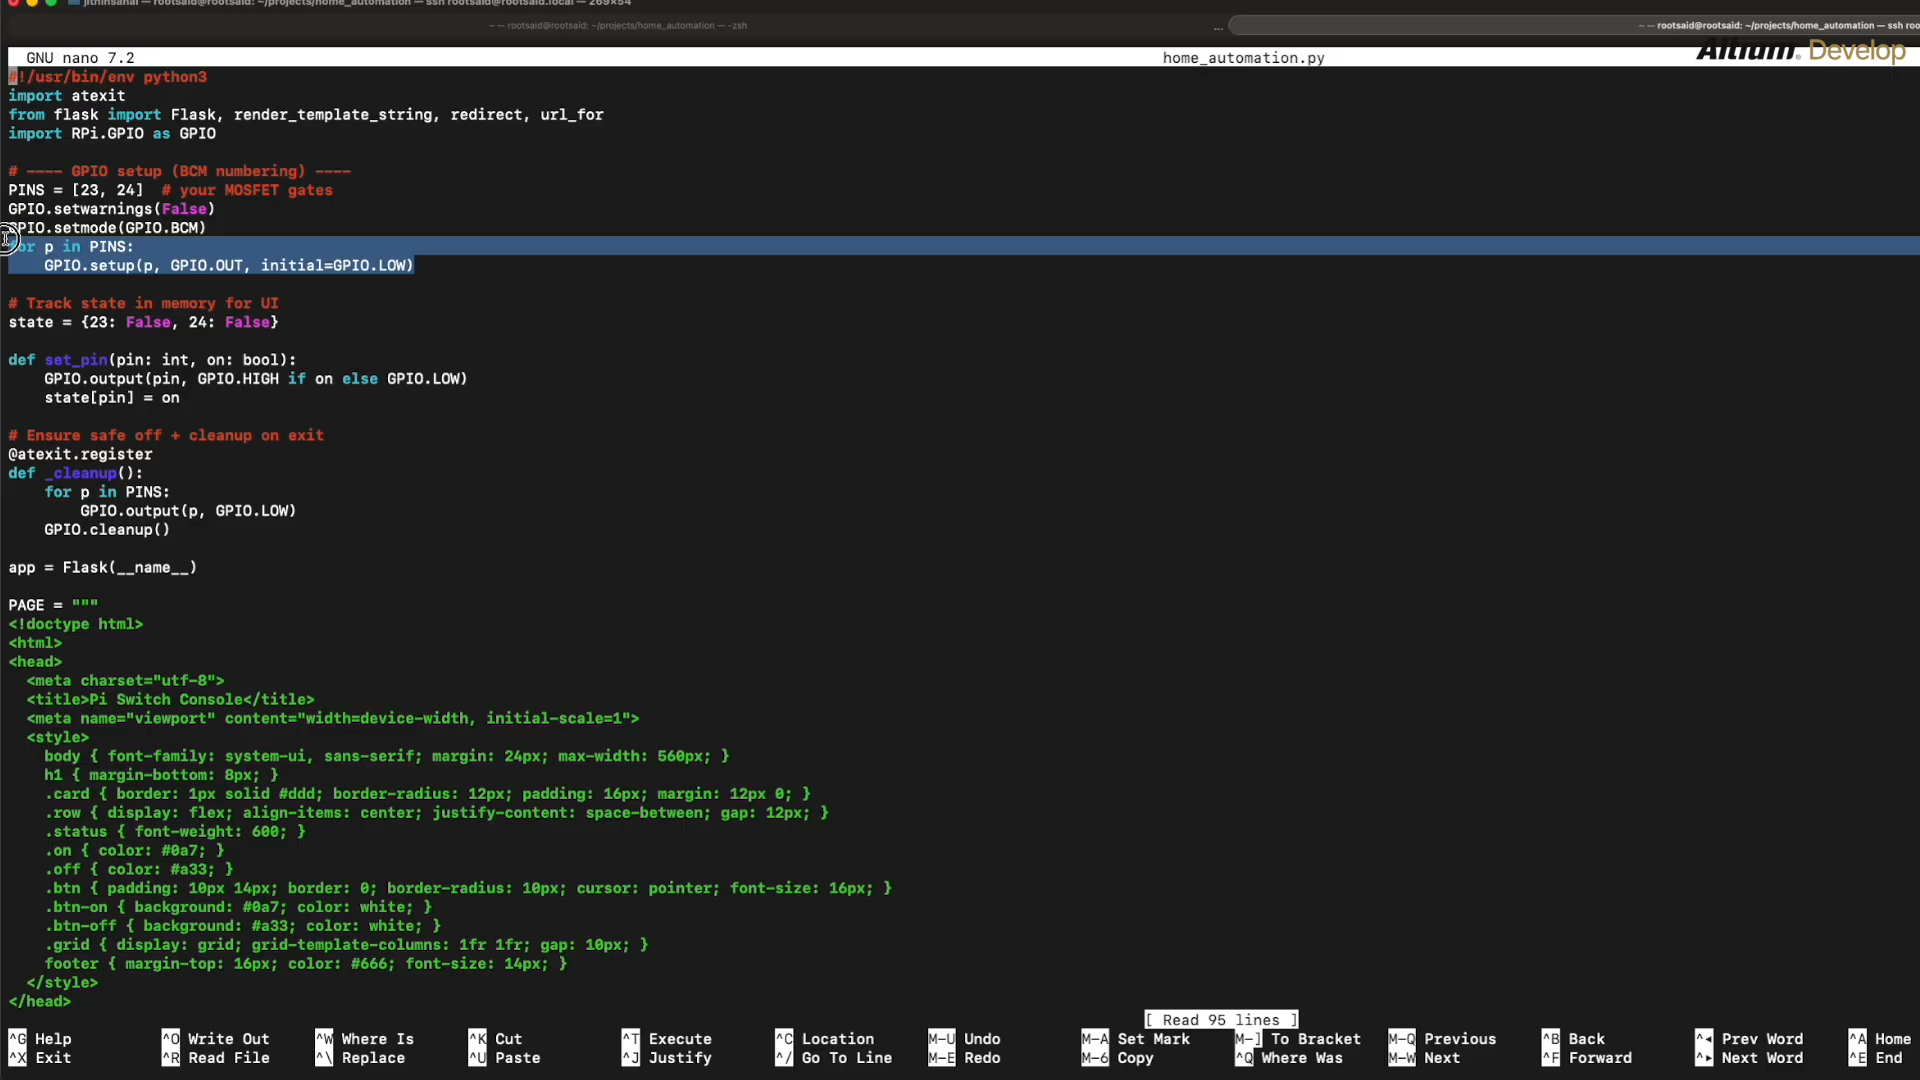 jithinsanal — rootsaid@rootsaid: ~/projects/home_automation — ssh rootsaid@rootsaid.local — 269×54
~ — rootsaid@rootsaid: ~/projects/home_automation — -zsh
...
~ — rootsaid@rootsaid: ~/projects/home_automation — ssh roo
Altium. Develop
GNU nano 7.2 home_automation.py
#!/usr/bin/env python3
import atexit
from flask import Flask, render_template_string, redirect, url_for
import RPi.GPIO as GPIO
# ---- GPIO setup (BCM numbering) ----
PINS = [23, 24]  # your MOSFET gates
GPIO.setwarnings(False)
GPIO.setmode(GPIO.BCM)
for p in PINS:
    GPIO.setup(p, GPIO.OUT, initial=GPIO.LOW)
# Track state in memory for UI
state = {23: False, 24: False}
def set_pin(pin: int, on: bool):
    GPIO.output(pin, GPIO.HIGH if on else GPIO.LOW)
    state[pin] = on
# Ensure safe off + cleanup on exit
@atexit.register
def _cleanup():
    for p in PINS:
        GPIO.output(p, GPIO.LOW)
    GPIO.cleanup()
app = Flask(__name__)
PAGE = """
<!doctype html>
<html>
<head>
  <meta charset="utf-8">
  <title>Pi Switch Console</title>
  <meta name="viewport" content="width=device-width, initial-scale=1">
  <style>
    body { font-family: system-ui, sans-serif; margin: 24px; max-width: 560px; }
    h1 { margin-bottom: 8px; }
    .card { border: 1px solid #ddd; border-radius: 12px; padding: 16px; margin: 12px 0; }
    .row { display: flex; align-items: center; justify-content: space-between; gap: 12px; }
    .status { font-weight: 600; }
    .on { color: #0a7; }
    .off { color: #a33; }
    .btn { padding: 10px 14px; border: 0; border-radius: 10px; cursor: pointer; font-size: 16px; }
    .btn-on { background: #0a7; color: white; }
    .btn-off { background: #a33; color: white; }
    .grid { display: grid; grid-template-columns: 1fr 1fr; gap: 10px; }
    footer { margin-top: 16px; color: #666; font-size: 14px; }
  </style>
</head>
[ Read 95 lines ]
^G Help ^O Write Out ^W Where Is ^K Cut ^T Execute ^C Location M-U Undo M-A Set Mark M-] To Bracket M-Q Previous ^B Back ^◂ Prev Word ^A Home
^X Exit ^R Read File ^\ Replace ^U Paste ^J Justify ^/ Go To Line M-E Redo M-6 Copy ^Q Where Was M-W Next ^F Forward ^▸ Next Word ^E End